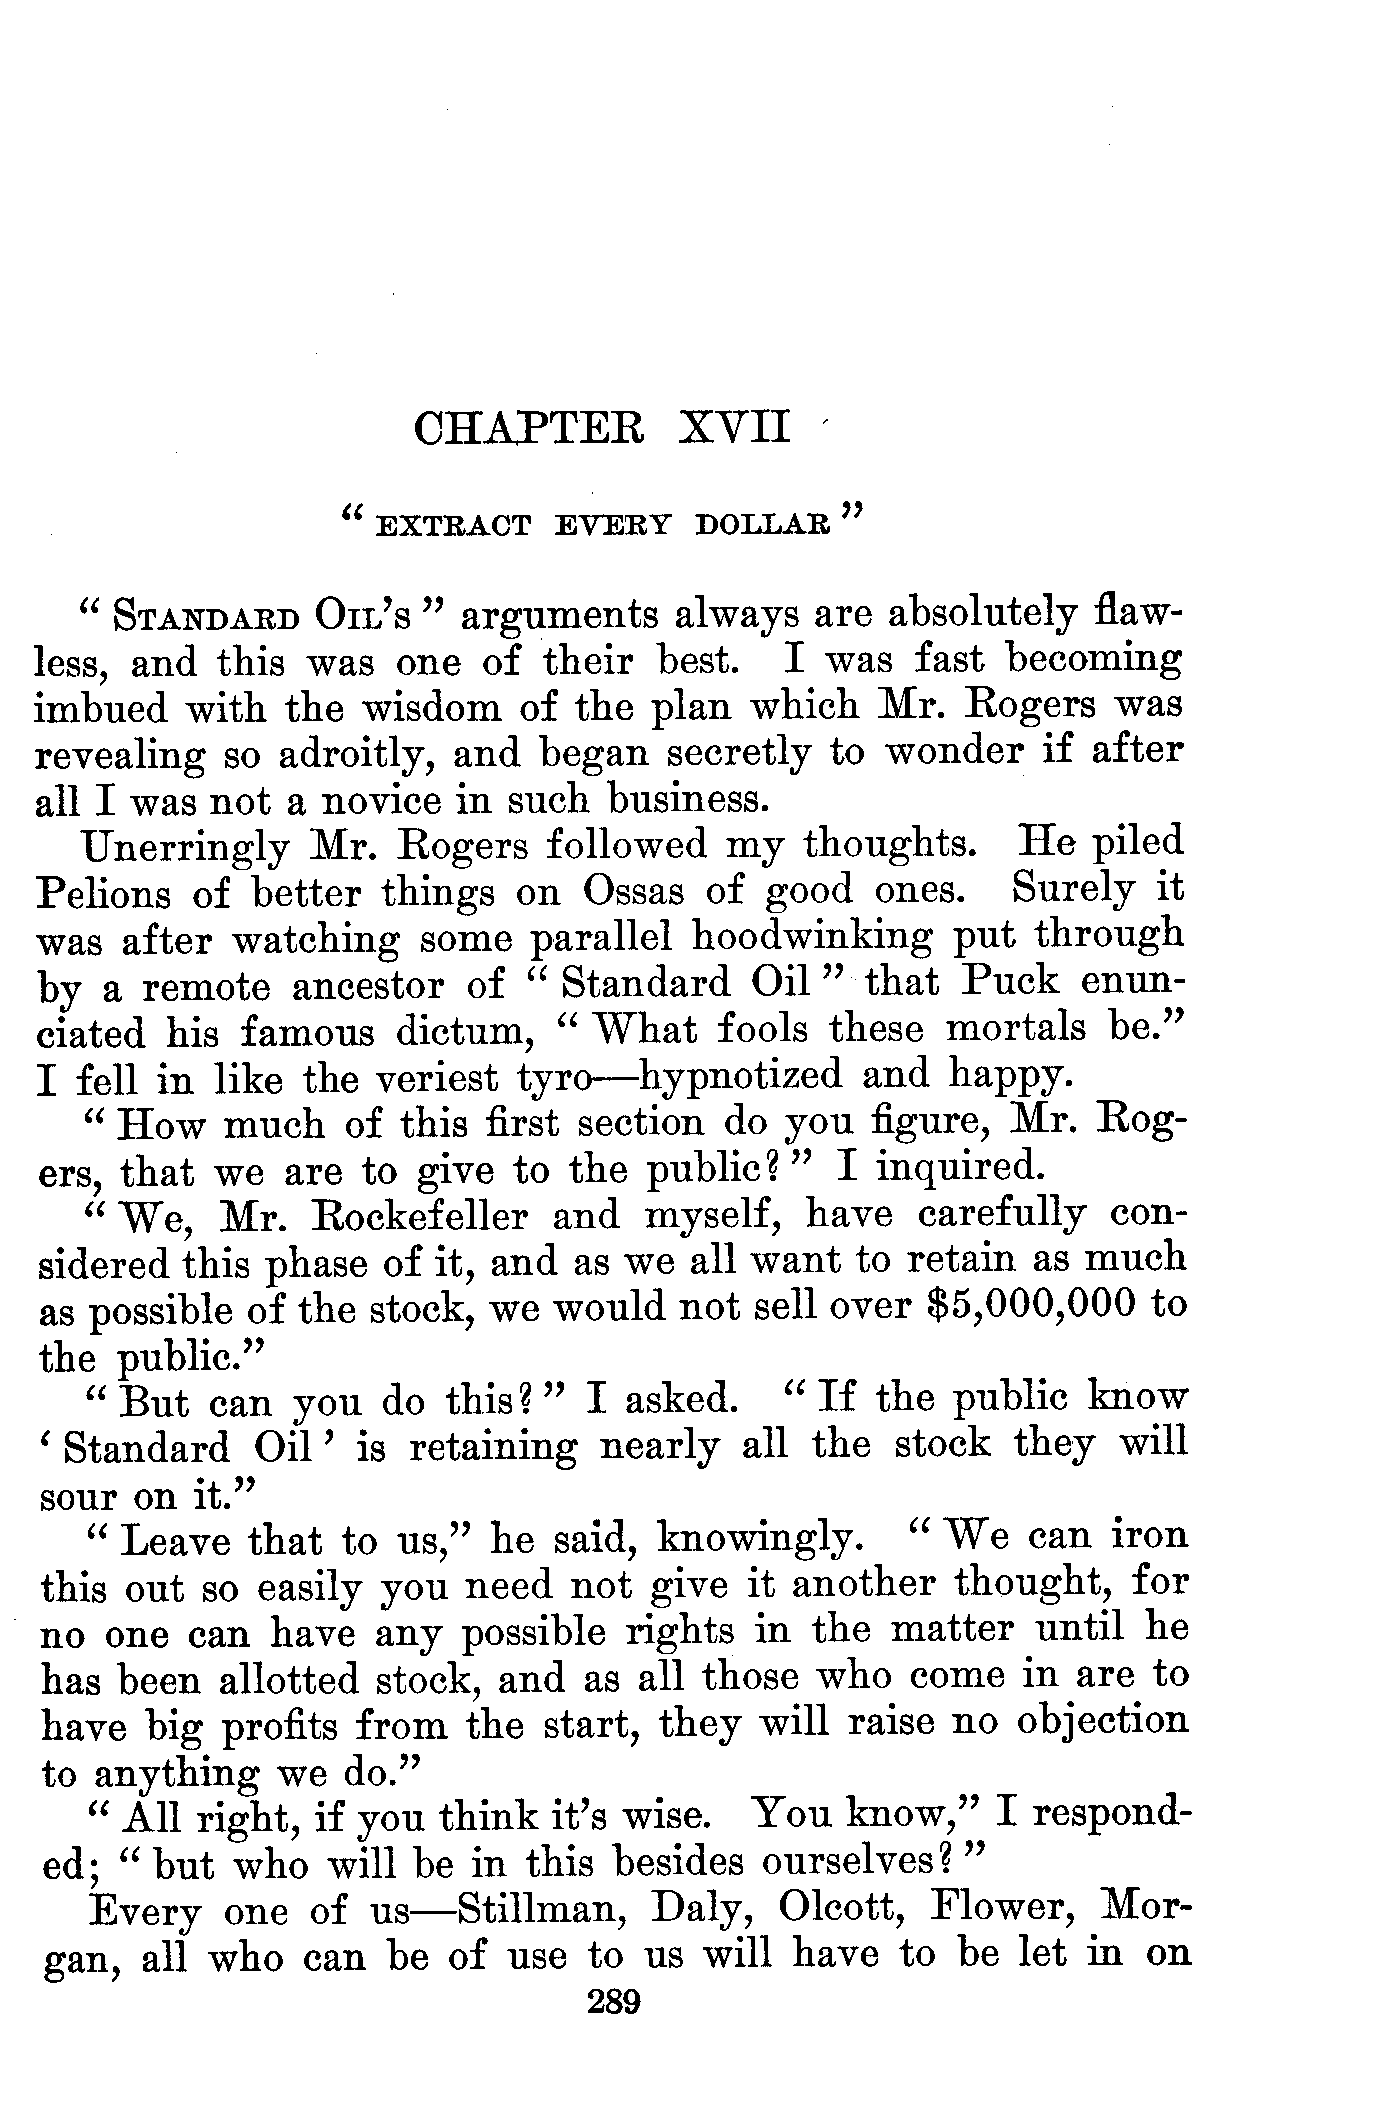 CHAPTER XVII
“ EXTRACT EVERY DOLLAR ”
“ STANDARD OIL’S ” arguments always are absolutely flaw-
less, and this was one of their best. I was fast becoming
imbued with the wisdom of the plan which Mr. Rogers was
revealing so adroitly, and began secretly to wonder if after
all I was not a novice in such business.
Unerringly Mr. Rogers followed my thoughts. He piled
Pelions of better things on Ossas of good ones. Surely it
was after watching some parallel hoodwinking put through
by a remote ancestor of “ Standard Oil ” that Puck enun-
ciated his famous dictum, “ What fools these mortals be.”
I fell in like the veriest tyro—hypnotized and happy.
“ How much of this first section do you figure, Mr. Rog-
ers, that we are to give to the public? ” I inquired.
“ We, Mr. Rockefeller and myself, have carefully con-
sidered this phase of it, and as we all want to retain as much
as possible of the stock, we would not sell over $5,000,000 to
the public.”
“ But can you do this? ” I asked. “ If the public know
‘ Standard Oil ’ is retaining nearly all the stock they will
sour on it.”
“ Leave that to us,” he said, knowingly. “ We can iron
this out so easily you need not give it another thought, for
no one can have any possible rights in the matter until he
has been allotted stock, and as all those who come in are to
have big profits from the start, they will raise no objection
to anything we do.”
“ All right, if you think it’s wise. You know,” I respond-
ed; “ but who will be in this besides ourselves? ”
Every one of us—Stillman, Daly, Olcott, Flower, Mor-
gan, all who can be of use to us will have to be let in on
289